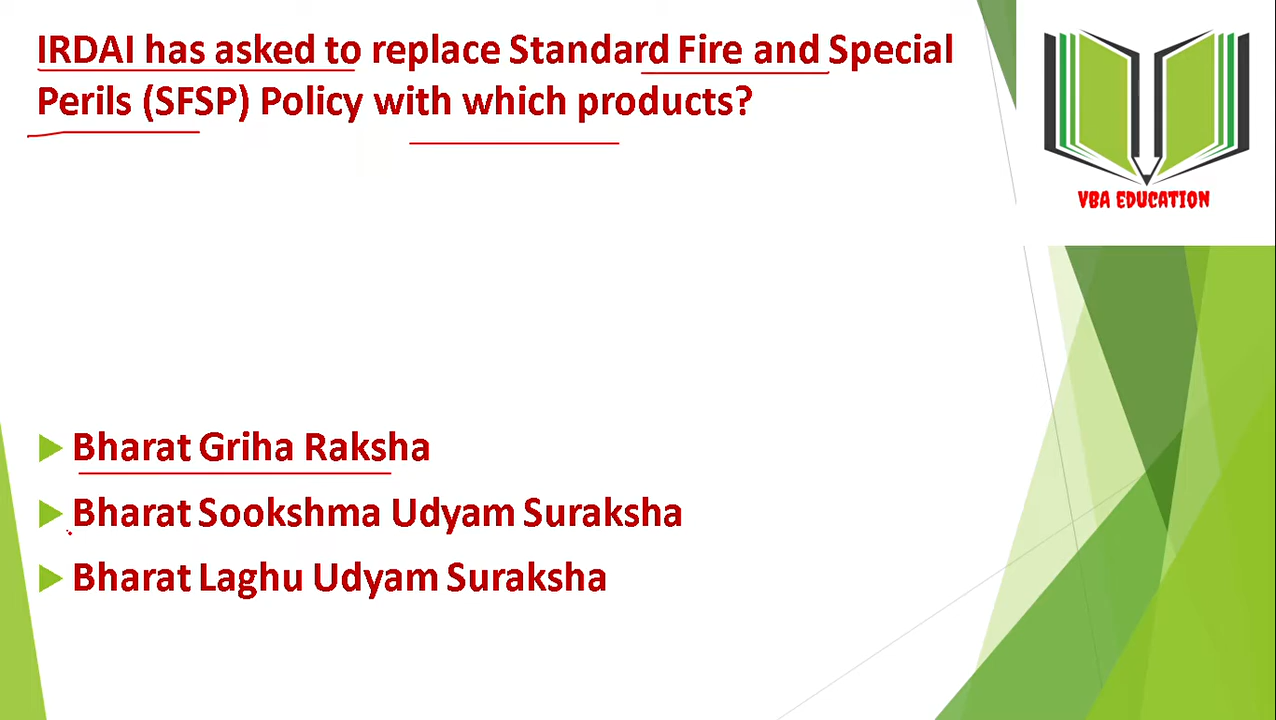 IRDAI has asked to replace Standard Fire and Special
Perils (SFSP) Policy with which products?
VBA EDUCATION
Bharat Griha Raksha
Bharat Sookshma Udyam Suraksha
Bharat Laghu Udyam Suraksha